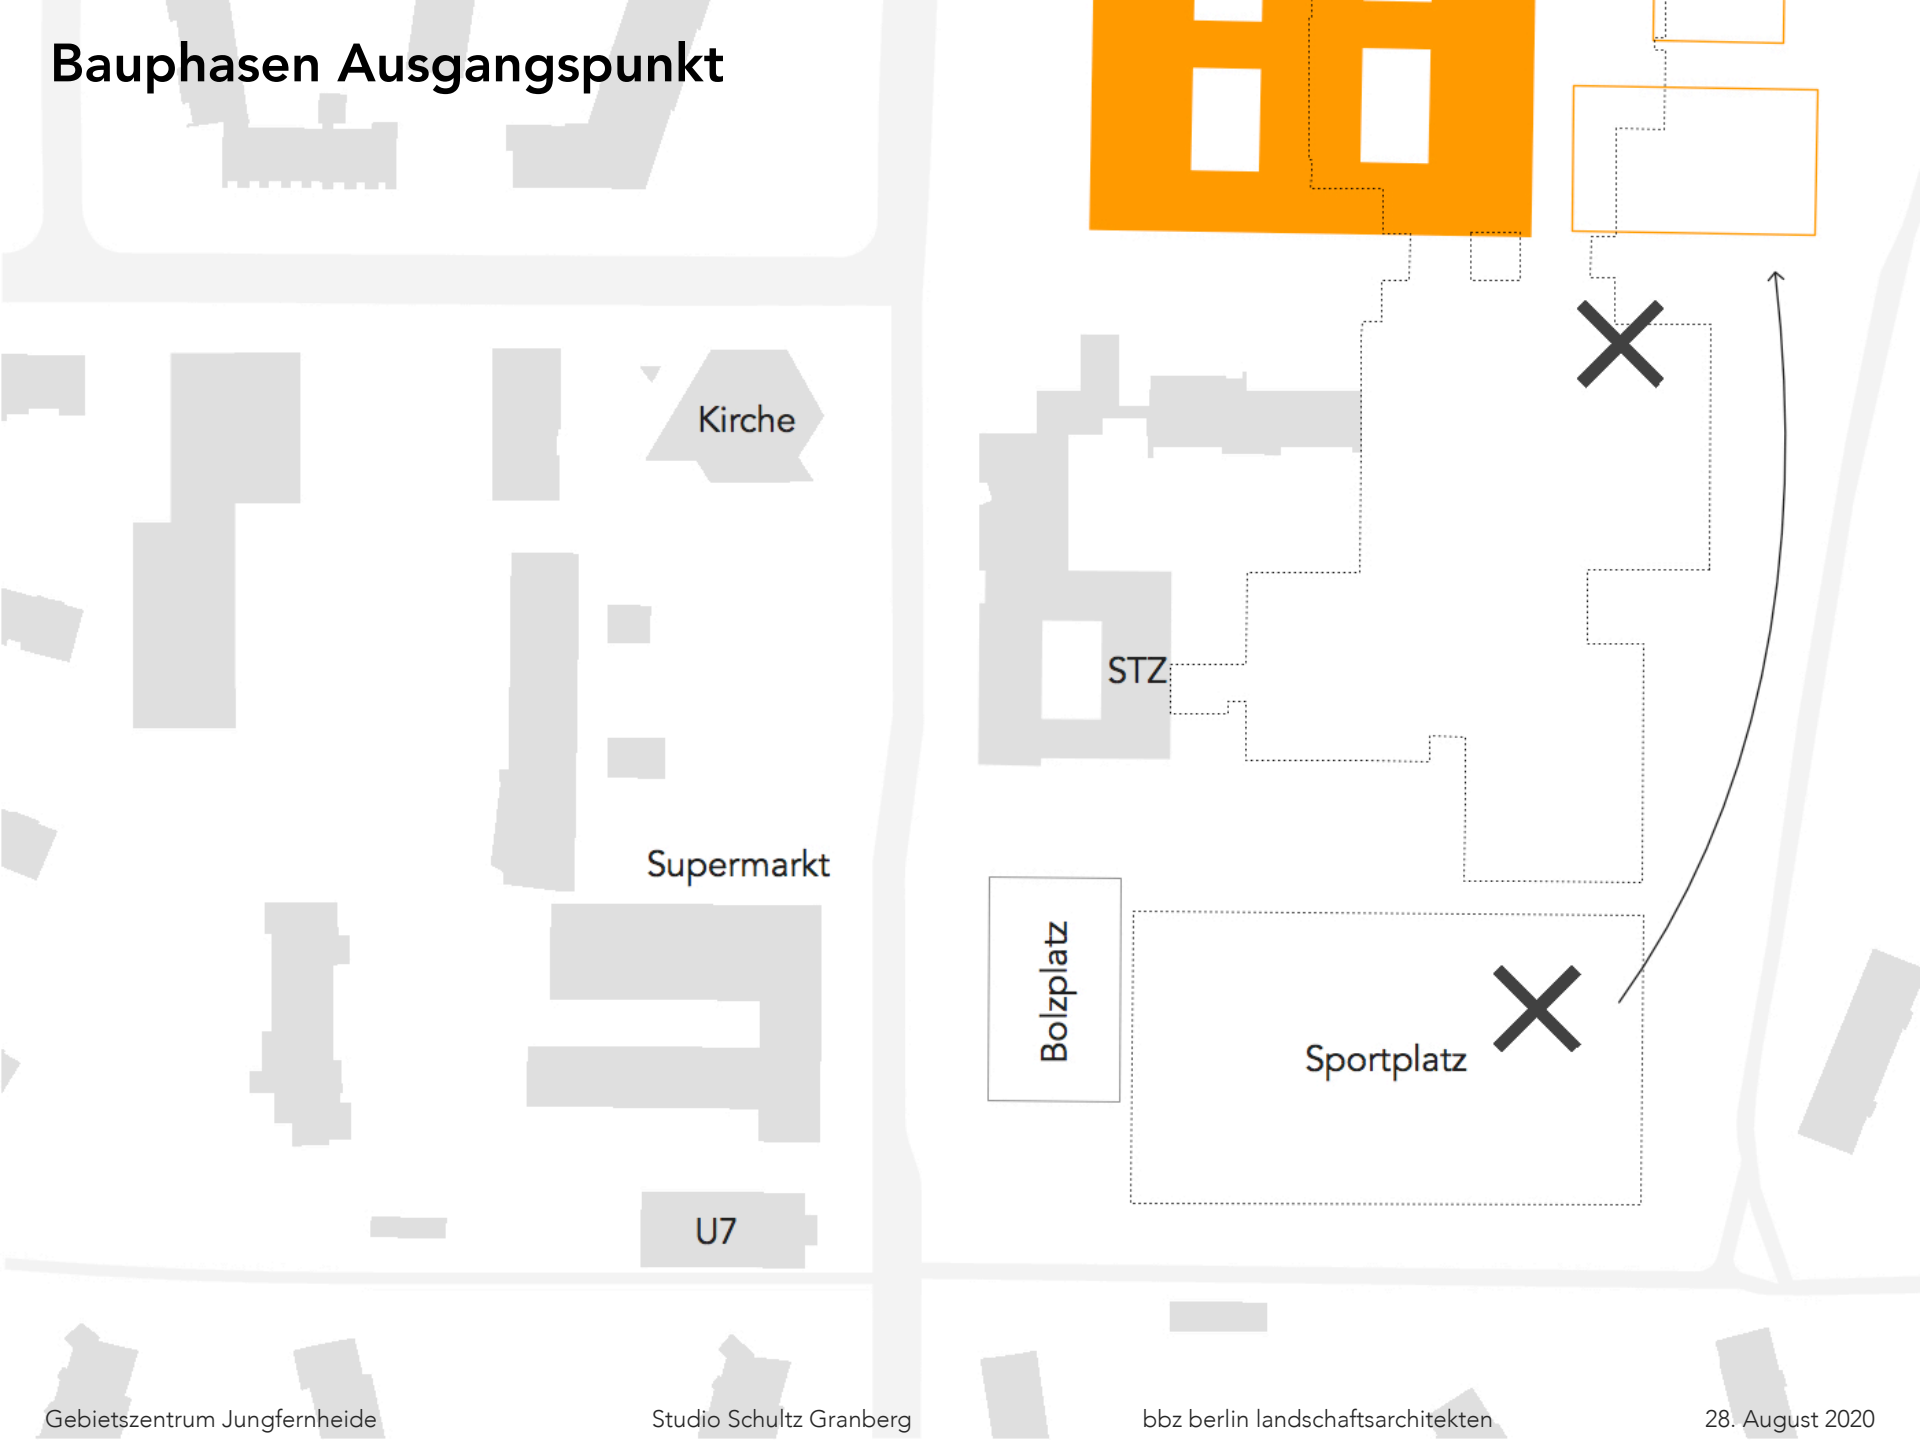 Bauphasen Ausgangspunkt
Kirche
STZ
Supermarkt
Bolzplatz
Sportplatz
U7
Gebietszentrum Jungfernheide
Studio Schultz Granberg
bbz berlin landschaftsarchitekten
28. August 2020